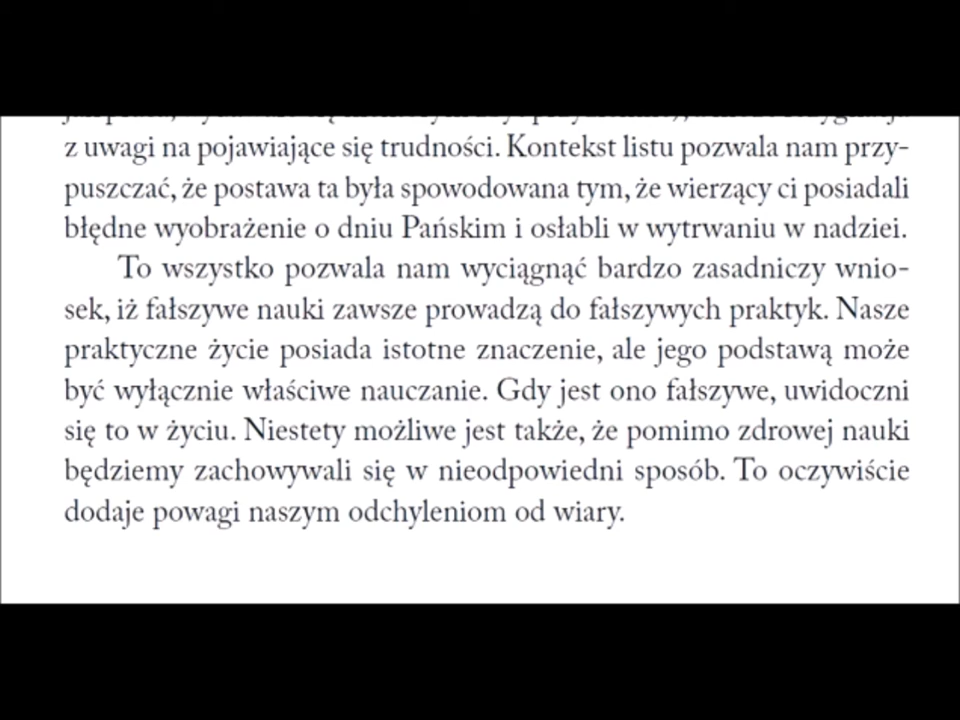 z uwagi na pojawiające się trudności. Kontekst listu pozwala nam przy-
puszczać, że postawa ta była spowodowana tym, że wierzący ci posiadali
błędne wyobrażenie o dniu Pańskim i osłabli w wytrwaniu w nadziei.
To wszystko pozwala nam wyciągnąć bardzo zasadniczy wnio-
sek, iż fałszywe nauki zawsze prowadzą do fałszywych praktyk. Nasze
praktyczne życie posiada istotne znaczenie, ale jego podstawą może
być wyłącznie właściwe nauczanie. Gdy jest ono fałszywe, uwidoczni
się to w życiu. Niestety możliwe jest także, że pomimo zdrowej nauki
będziemy zachowywali się w nieodpowiedni sposób. To oczywiście
dodaje powagi naszym odchyleniom od wiary.